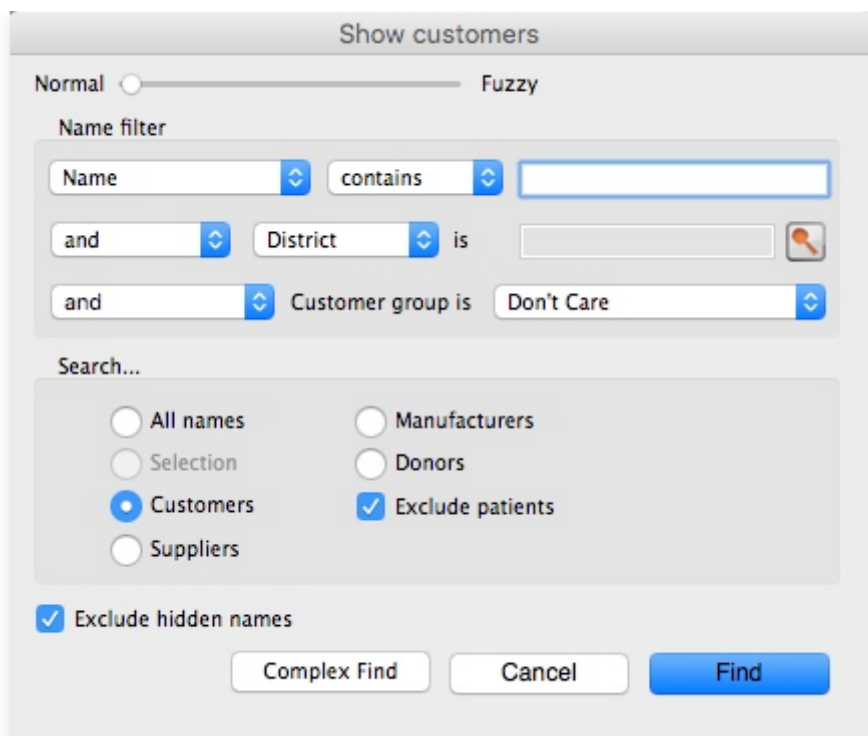 Show customers
Normal Fuzzy
Name filter
Name contains
and District is
and Customer group is Don't Care
Search...
All names Manufacturers
Selection Donors
Customers Exclude patients
Suppliers
Exclude hidden names
Complex Find Cancel Find